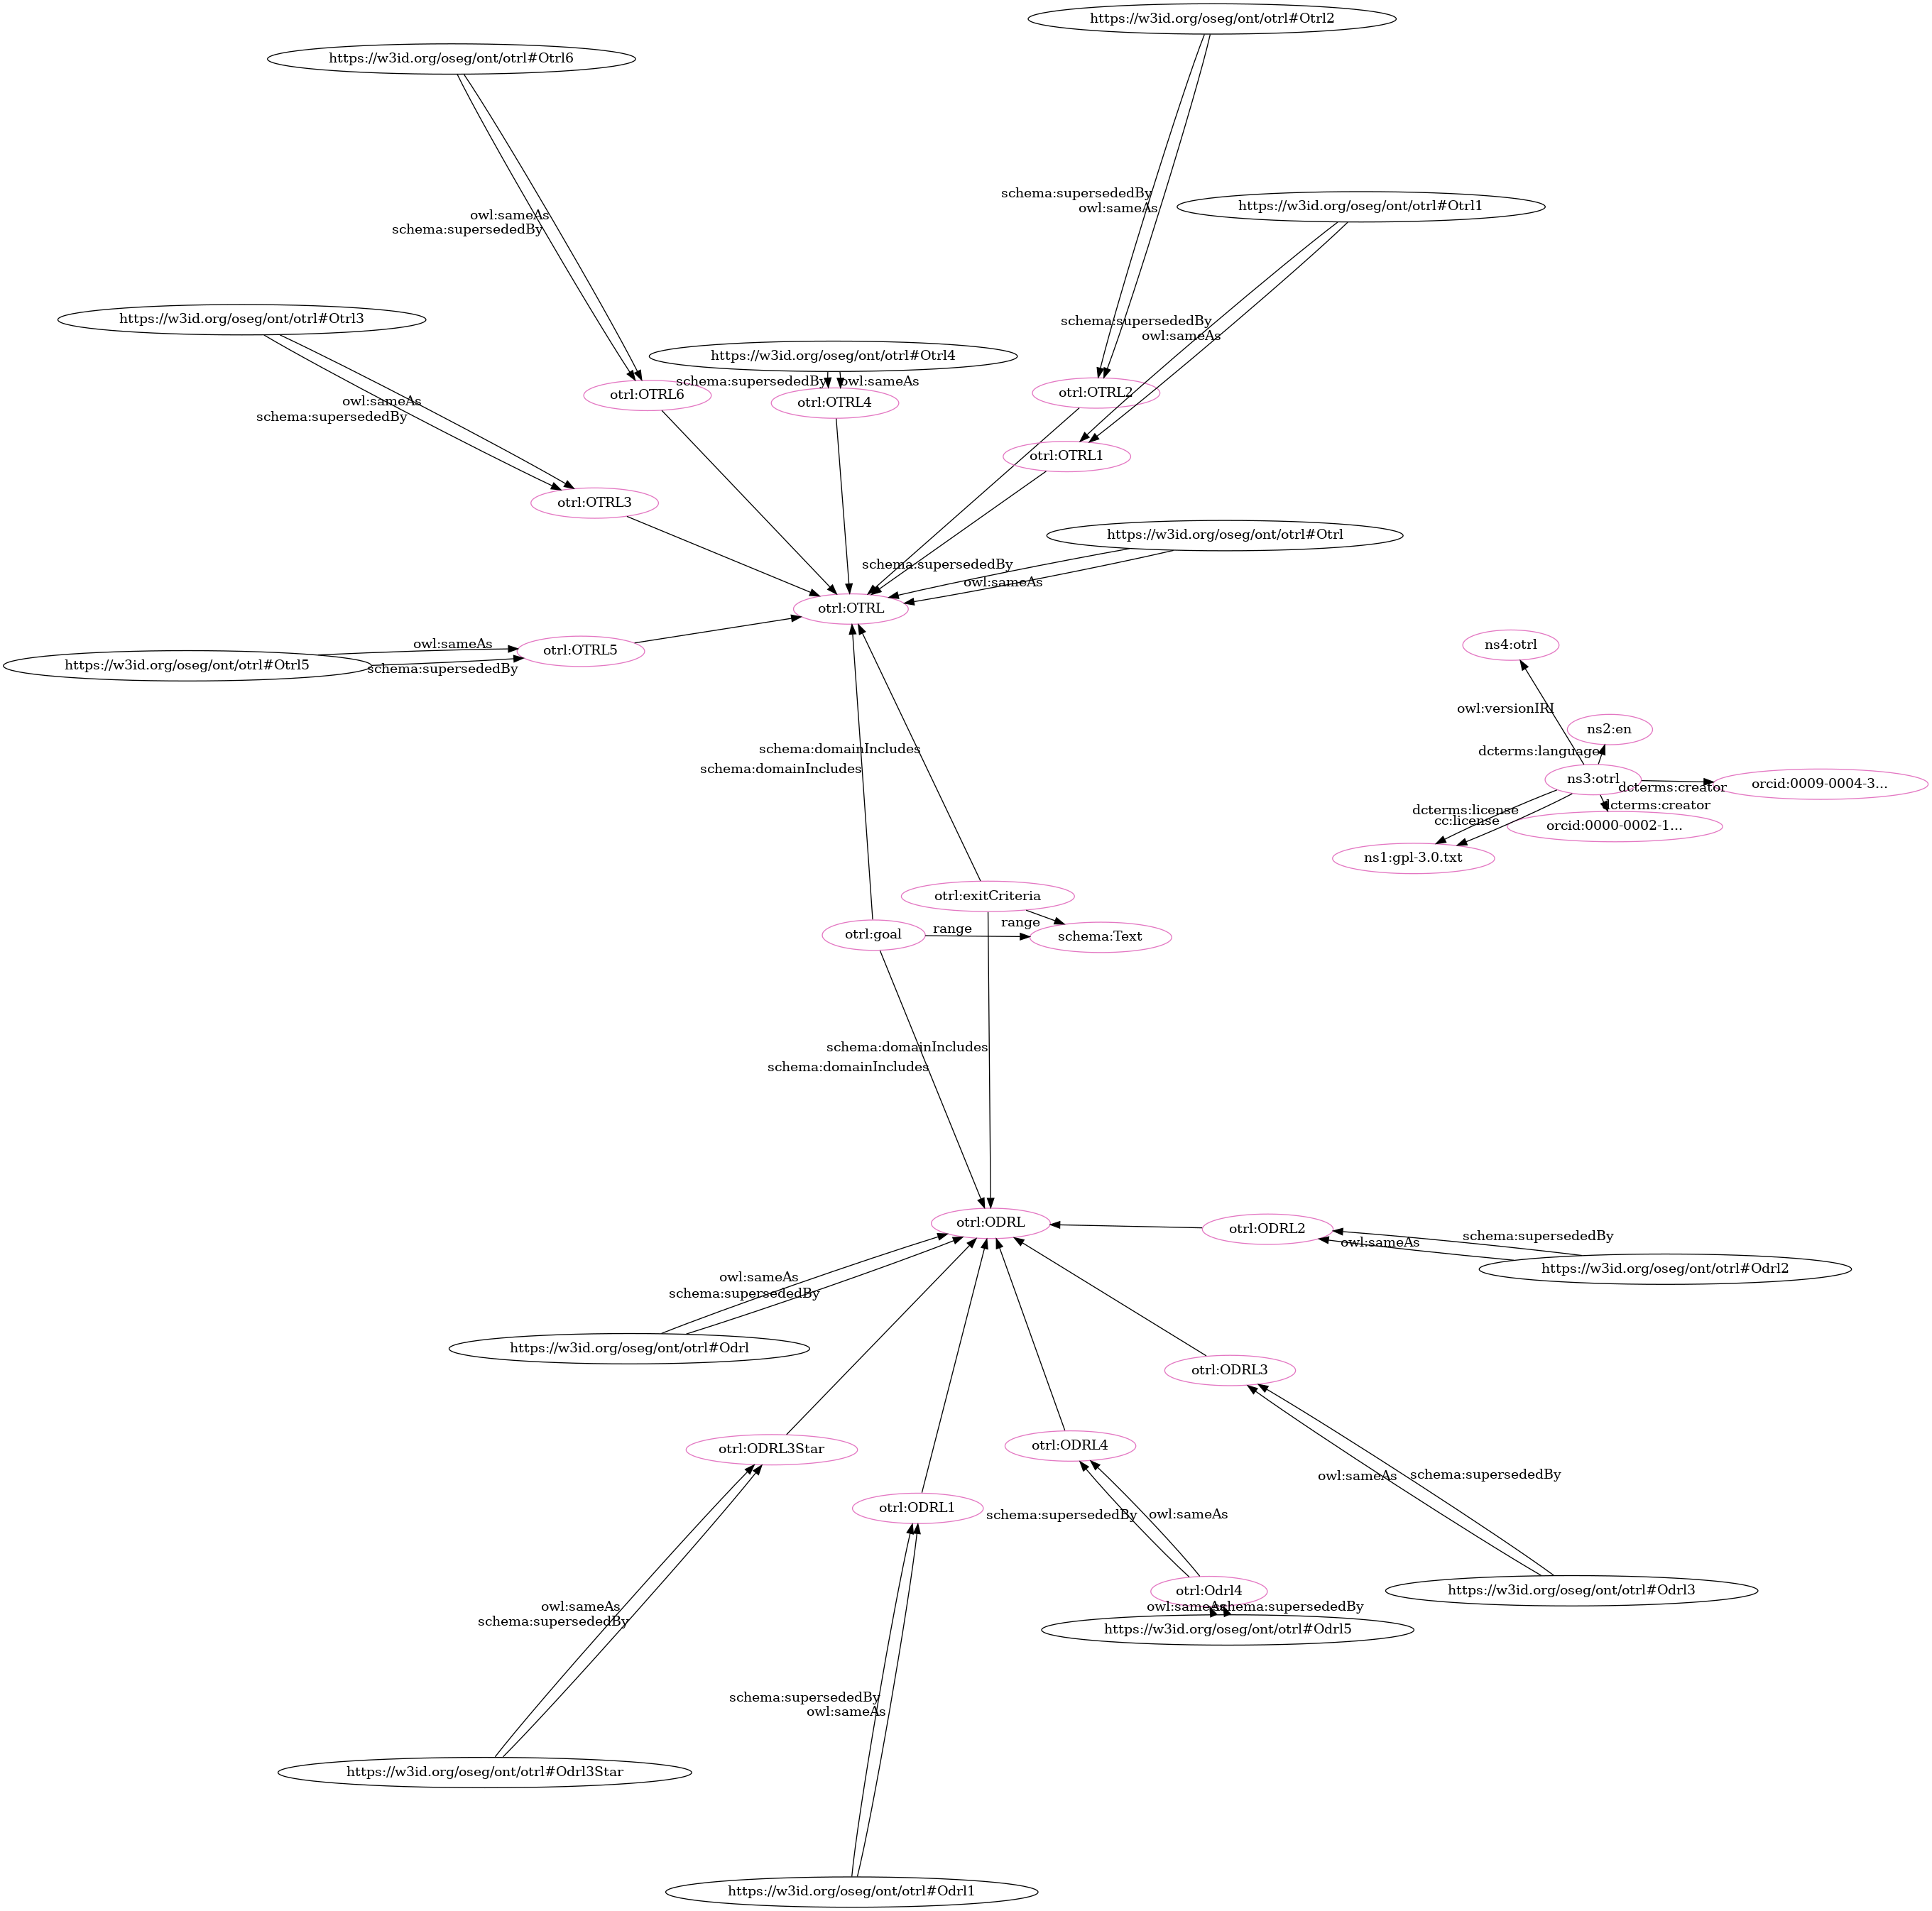 https://w3id.org/oseg/ont/otrl#Otrl2
https://w3id.org/oseg/ont/otrl#Otrl6
schema:supersededBy
owl:sameAs
https://w3id.org/oseg/ont/otrl#Otrl1
owl:sameAs
schema:supersededBy
https://w3id.org/oseg/ont/otrl#Otrl3
schema:supersededBy
owl:sameAs
https://w3id.org/oseg/ont/otrl#Otrl4
schema:supersededBy
owl:sameAs
otrl:OTRL6
otrl:OTRL4
otrl:OTRL2
owl:sameAs
schema:supersededBy
otrl:OTRL1
otrl:OTRL3
https://w3id.org/oseg/ont/otrl#Otrl
schema:supersededBy
owl:sameAs
otrl:OTRL
owl:sameAs
otrl:OTRL5
https://w3id.org/oseg/ont/otrl#Otrl5
schema:supersededBy
ns4:otrl
owl:versionIRI
ns2:en
schema:domainIncludes
schema:domainIncludes
dcterms:language
ns3:otrl
orcid:0009-0004-3...
dcterms:creator
dcterms:creator
dcterms:license
cc:license
orcid:0000-0002-1...
ns1:gpl-3.0.txt
otrl:exitCriteria
range
range
otrl:goal
schema:Text
schema:domainIncludes
schema:domainIncludes
otrl:ODRL
otrl:ODRL2
schema:supersededBy
owl:sameAs
https://w3id.org/oseg/ont/otrl#Odrl2
owl:sameAs
schema:supersededBy
https://w3id.org/oseg/ont/otrl#Odrl
otrl:ODRL3
otrl:ODRL3Star
otrl:ODRL4
owl:sameAs
schema:supersededBy
otrl:ODRL1
schema:supersededBy
owl:sameAs
otrl:Odrl4
https://w3id.org/oseg/ont/otrl#Odrl3
owl:sameAs
schema:supersededBy
owl:sameAs
schema:supersededBy
https://w3id.org/oseg/ont/otrl#Odrl5
schema:supersededBy
owl:sameAs
https://w3id.org/oseg/ont/otrl#Odrl3Star
https://w3id.org/oseg/ont/otrl#Odrl1